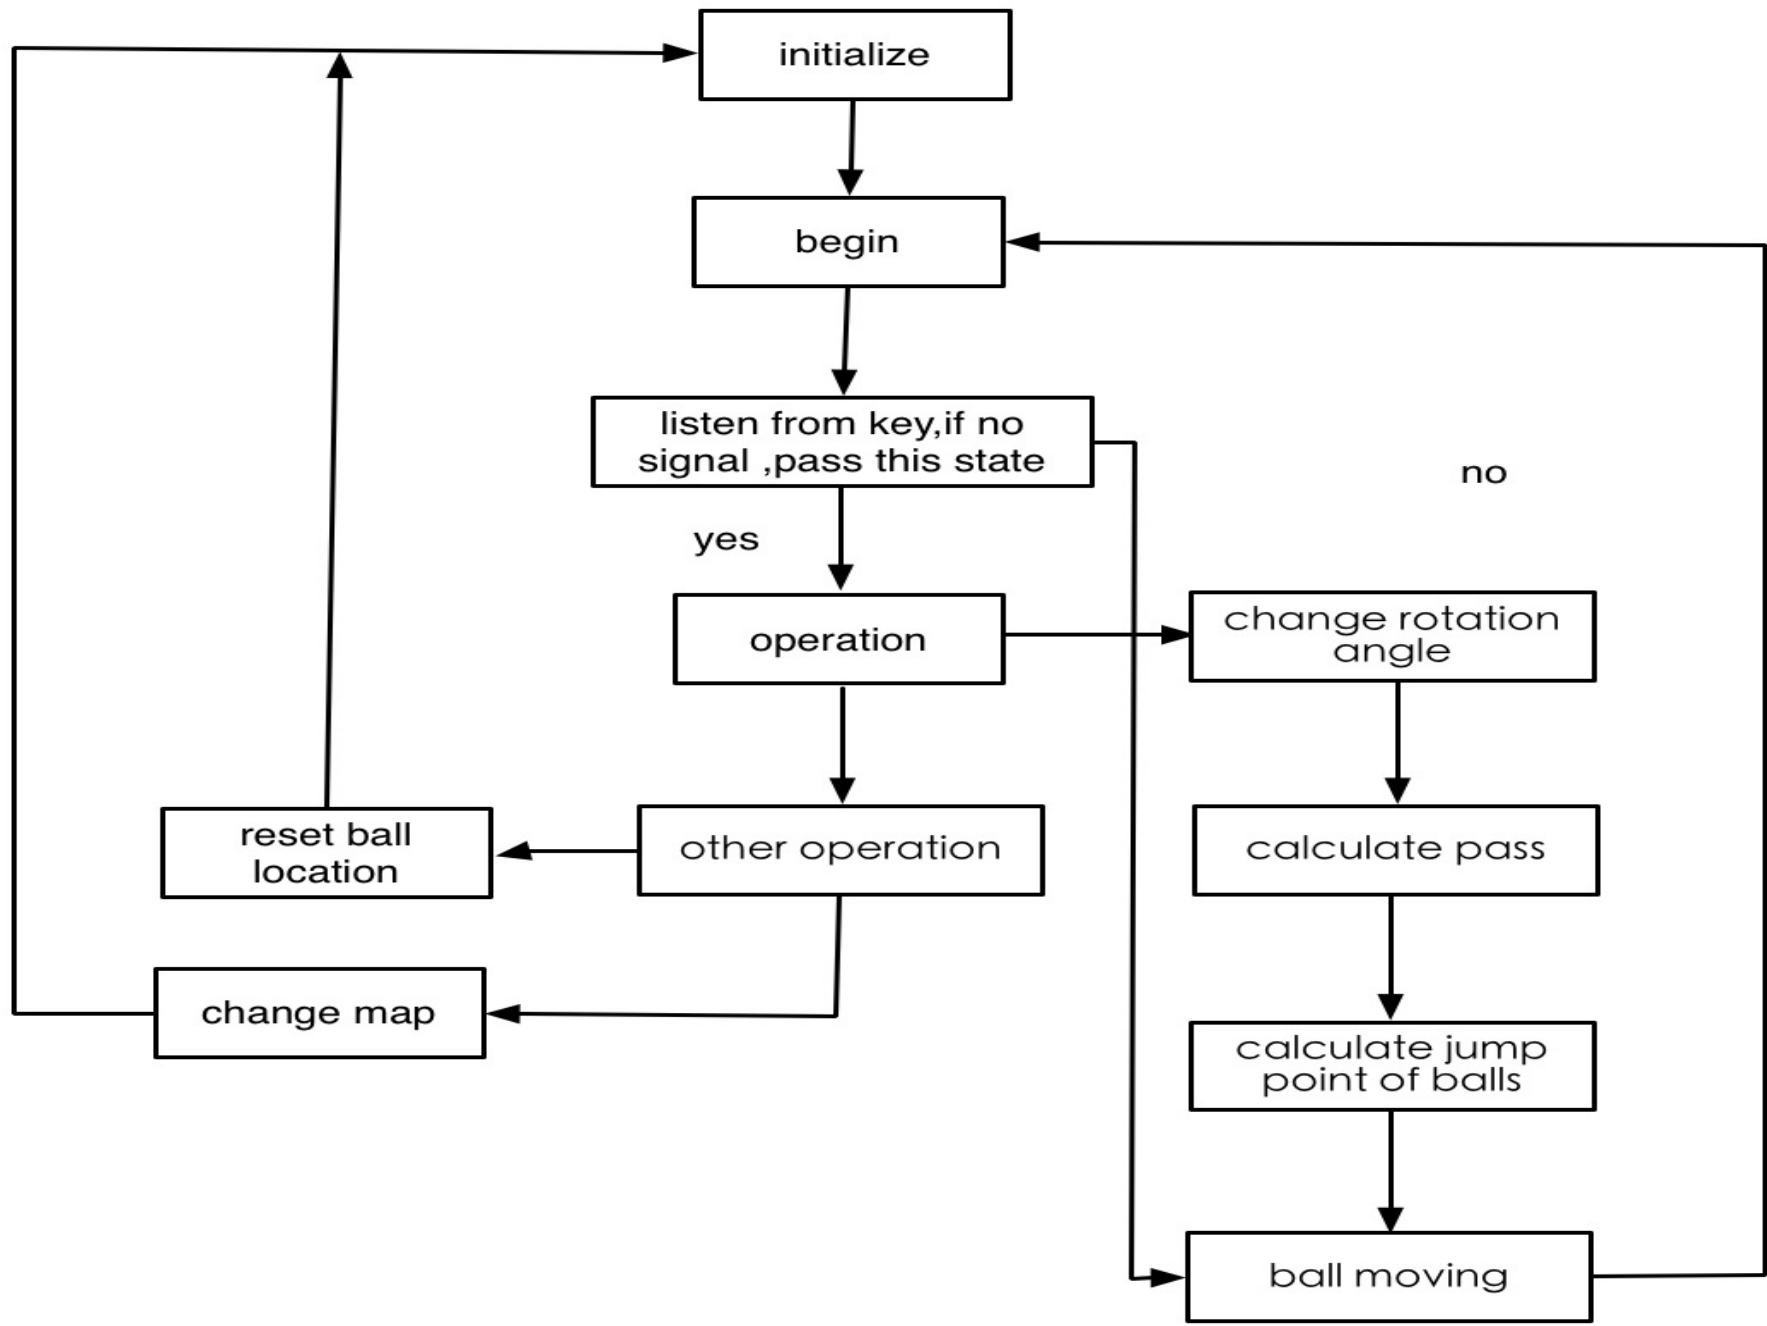 initialize
begin
listen from key,if no
signal ,pass this state
no
yes
operation
change rotation
angle
reset ball
location
other operation
calculate pass
change map
calculate jump
point of balls
ball moving